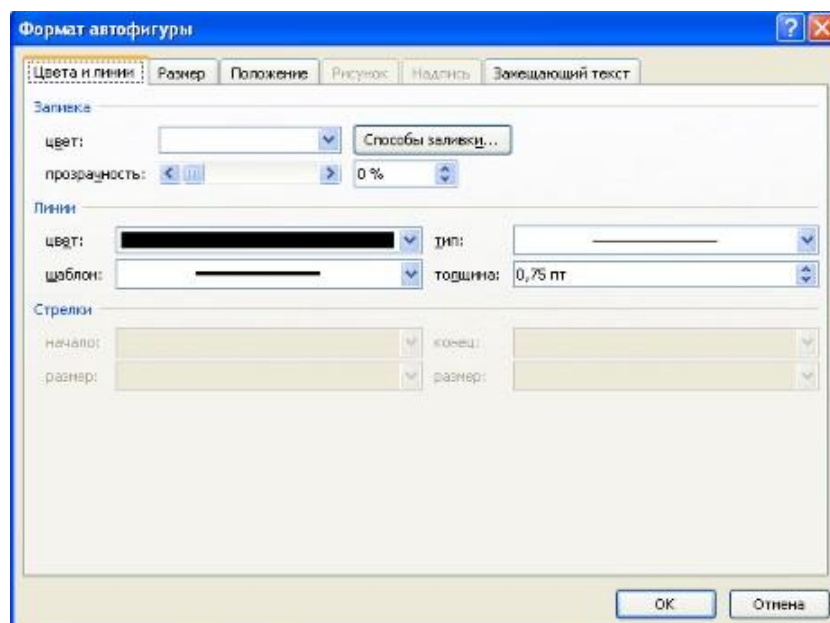 Формат автофигуры
Цвета и линии Размер Положение Рисунок Надпись Замещающий текст
Заливка
цвет: Способы заливки...
прозрачность: 0 %
Линии
цвет: тип:
шаблон: толщина: 0,75 пт
Стрелки
начало: конец:
размер: размер:
ОК Отмена